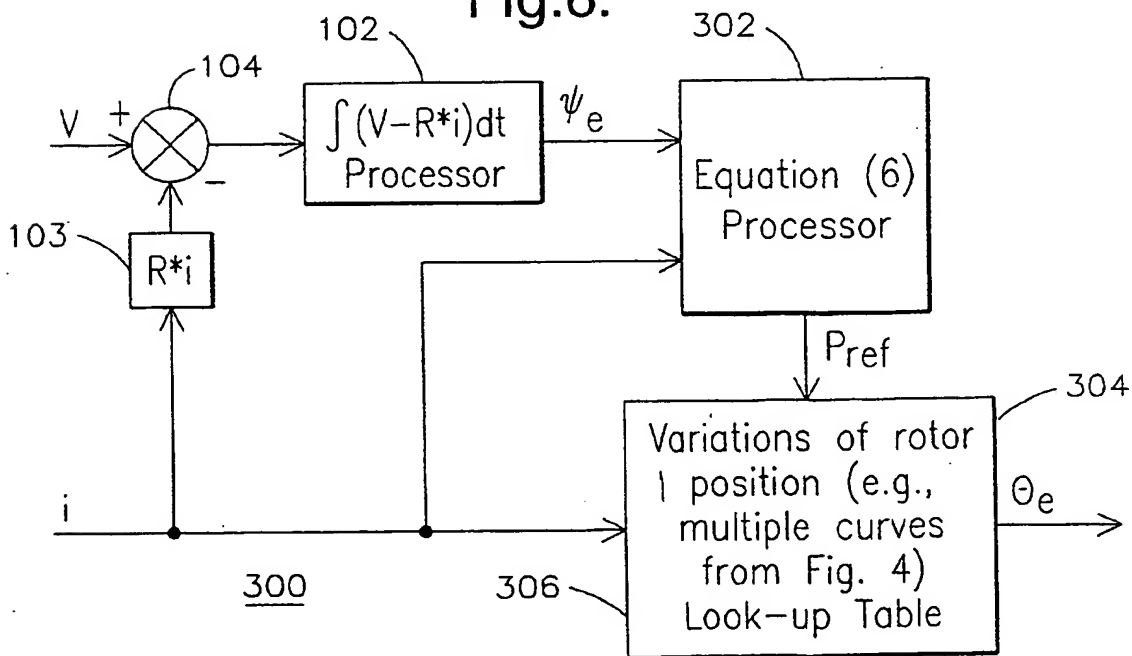 Fig.6.
102
302
104
V
+
-
∫(V-R*i)dt
Processor
ψe
Equation (6)
Processor
103
R*i
Pref
304
Variations of rotor
position (e.g.,
multiple curves
from Fig. 4)
Look-up Table
Θe
i
300
306